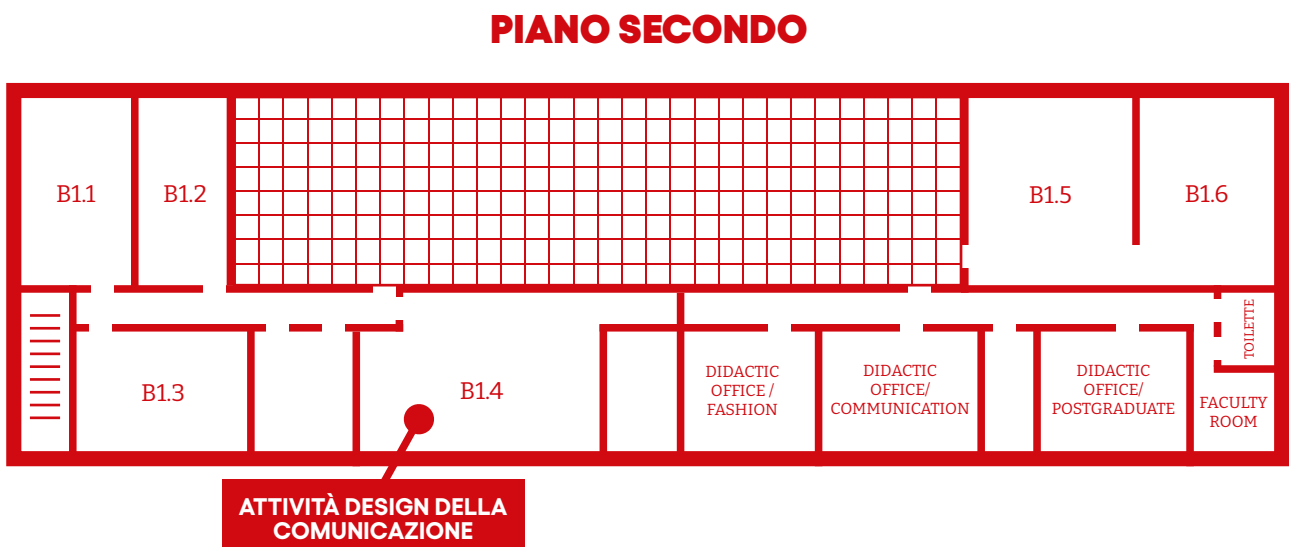 PIANO SECONDO
B1.1
B1.2
B1.5
B1.6
B1.3
B1.4
DIDACTIC
OFFICE /
FASHION
DIDACTIC
OFFICE/
COMMUNICATION
DIDACTIC
OFFICE/
POSTGRADUATE
TOILETTE
FACULTY
ROOM
ATTIVITÀ DESIGN DELLA
COMUNICAZIONE